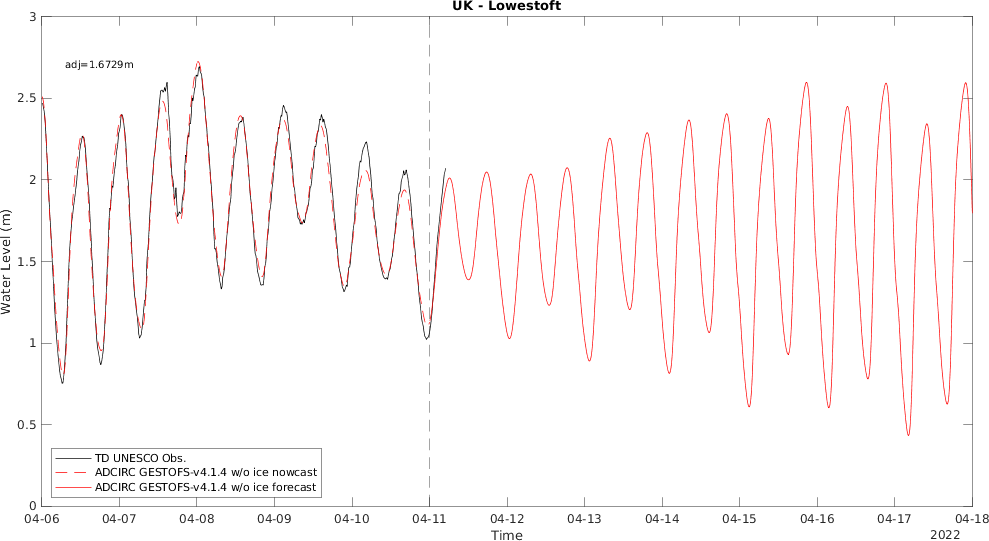 UK - Lowestoft
adj=1.6729m
3
2.5
2
1.5
1
0.5
0
Water Level (m)
TD UNESCO Obs.
ADCIRC GESTOFS-v4.1.4 w/o ice nowcast
ADCIRC GESTOFS-v4.1.4 w/o ice forecast
04-06 04-07 04-08 04-09 04-10 04-11 04-12 04-13 04-14 04-15 04-16 04-17 04-18
Time
2022